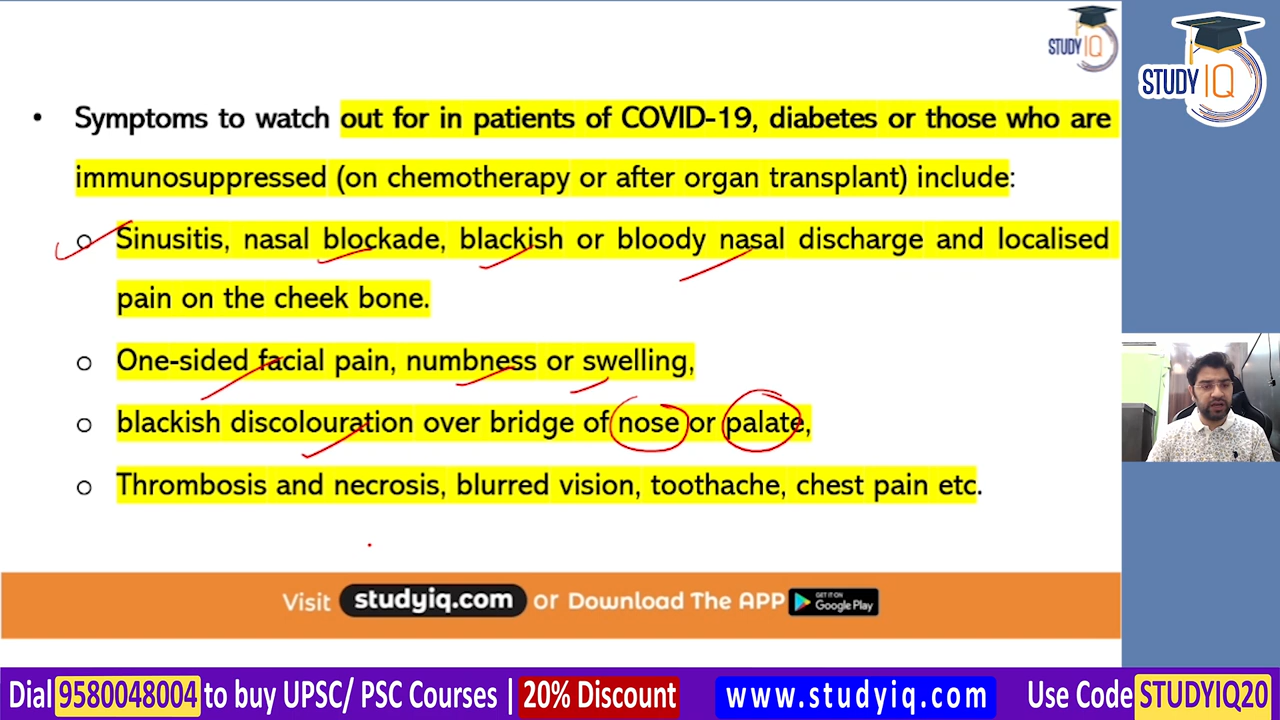 STUDY IQ
STUDY IQ
• Symptoms to watch out for in patients of COVID-19, diabetes or those who are
immunosuppressed (on chemotherapy or after organ transplant) include:
o Sinusitis, nasal blockade, blackish or bloody nasal discharge and localised
pain on the cheek bone.
o One-sided facial pain, numbness or swelling,
o blackish discolouration over bridge of nose or palate,
o Thrombosis and necrosis, blurred vision, toothache, chest pain etc.
Visit studyiq.com or Download The APP GET IT ON Google Play
Dial 9580048004 to buy UPSC/ PSC Courses | 20% Discount www.studyiq.com Use Code STUDYIQ20